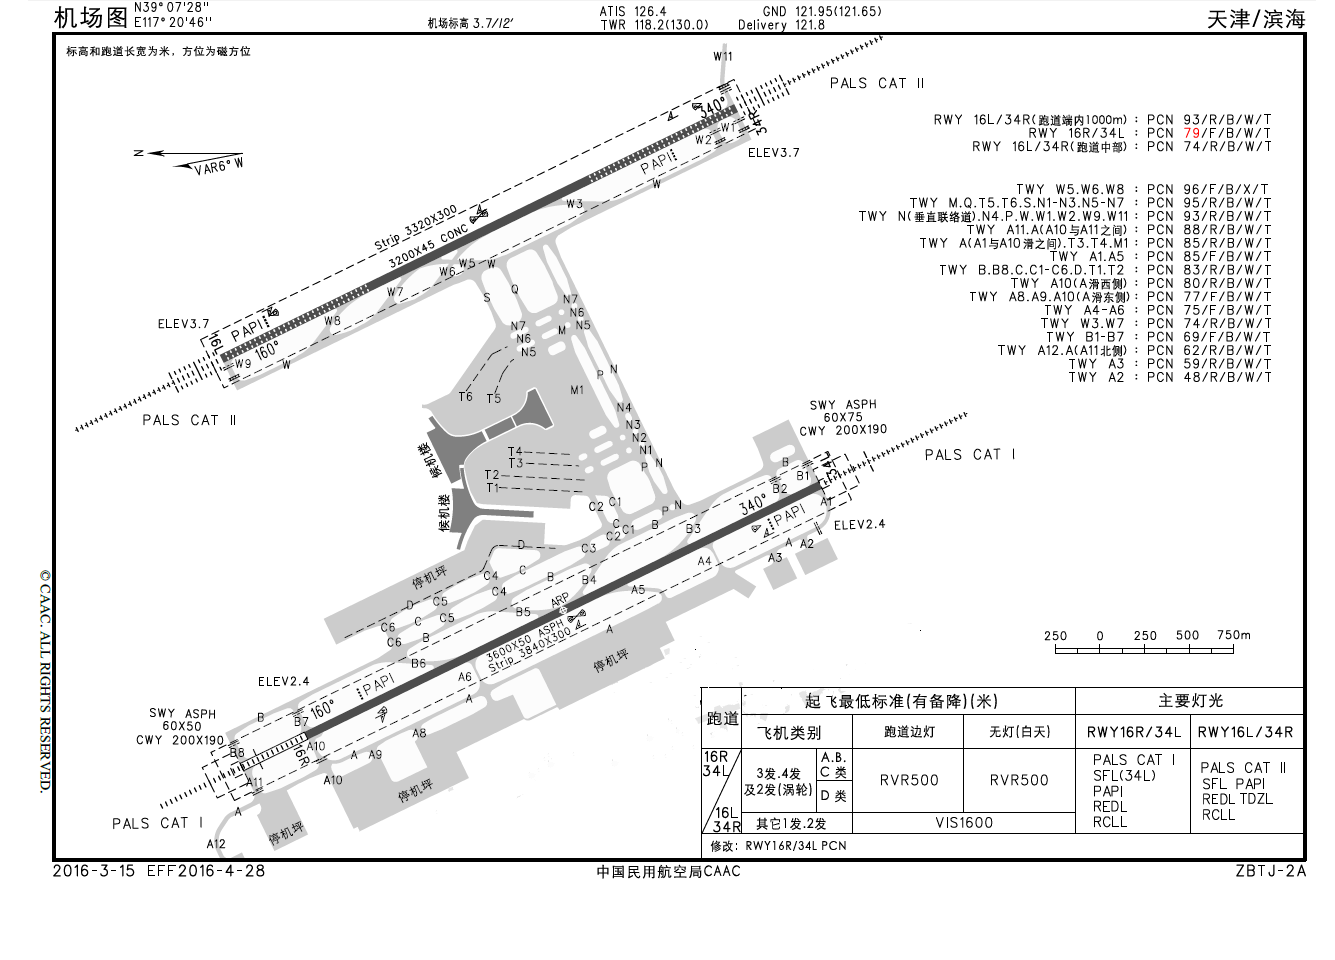 机场图
N39° 07'28"
E117° 20'46"
机场标高 3.7/12'
ATIS 126.4
TWR 118.2(130.0)
GND 121.95(121.65)
Delivery 121.8
天津/滨海
标高和跑道长宽为米，方位为磁方位
N
VAR6° W
W11
PALS CAT II
340°
34R
W1
W2
ELEV3.7
PAPI
W
W3
Strip 3320X300
3200X45 CONC
W6 W5 W
W7
S Q
ELEV3.7
16L
PAPI
160°
W8
W9
W
PALS CAT II
RWY 16L/34R(跑道端内1000m) : PCN 93/R/B/W/T
RWY 16R/34L : PCN 79/F/B/W/T
RWY 16L/34R(跑道中部) : PCN 74/R/B/W/T
TWY W5.W6.W8 : PCN 96/F/B/X/T
TWY M.Q.T5.T6.S.N1-N3.N5-N7 : PCN 95/R/B/W/T
TWY N(垂直联络道).N4.P.W.W1.W2.W9.W11 : PCN 93/R/B/W/T
TWY A11.A(A10与A11之间) : PCN 88/R/B/W/T
TWY A(A1与A10滑之间).T3.T4.M1 : PCN 85/R/B/W/T
TWY A1.A5 : PCN 85/F/B/W/T
TWY B.B8.C.C1-C6.D.T1.T2 : PCN 83/R/B/W/T
TWY A10(A滑西侧) : PCN 80/R/B/W/T
TWY A8.A9.A10(A滑东侧) : PCN 77/F/B/W/T
TWY A4-A6 : PCN 75/F/B/W/T
TWY W3.W7 : PCN 74/R/B/W/T
TWY B1-B7 : PCN 69/F/B/W/T
TWY A12.A(A11北侧) : PCN 62/R/B/W/T
TWY A3 : PCN 59/R/B/W/T
TWY A2 : PCN 48/R/B/W/T
N7
N6
M N5
N7
N6
N5
P N
M1
T6 T5
N4
N3
N2
N1
P N
候机楼
T4
T3
T2
T1
候机楼
SWY ASPH
60X75
CWY 200X190
PALS CAT I
B
B1
34L
B2
340°
PAPI
A1
ELEV2.4
A
A2
A3
C2 C1
P N
C
C2 C1
B
B3
C3
D
A4
停机坪
C4
C
C4
B
B4
A5
D
C5
C
C5
C6
C6
B
B5
ARP
3600X50 ASPH
Strip 3840X300
A
停机坪
B6
A6
A
ELEV2.4
PAPI
160°
B
B7
16R
A8
SWY ASPH
60X50
CWY 200X190
B8
A10
A A9
A11
A10
A
停机坪
停机坪
PALS CAT I
A12
250 0 250 500 750m
跑道
起飞最低标准(有备降)(米)
主要灯光
飞机类别
跑道边灯
无灯(白天)
RWY16R/34L
RWY16L/34R
16R
34L
16L
34R
3发.4发
及2发(涡轮)
A.B.
C 类
D 类
RVR500
RVR500
其它1发.2发
VIS1600
PALS CAT I
SFL(34L)
PAPI
REDL
RCLL
PALS CAT II
SFL PAPI
REDL TDZL
RCLL
修改: RWY16R/34L PCN
© CAAC. ALL RIGHTS RESERVED.
2016-3-15 EFF2016-4-28
中国民用航空局CAAC
ZBTJ-2A